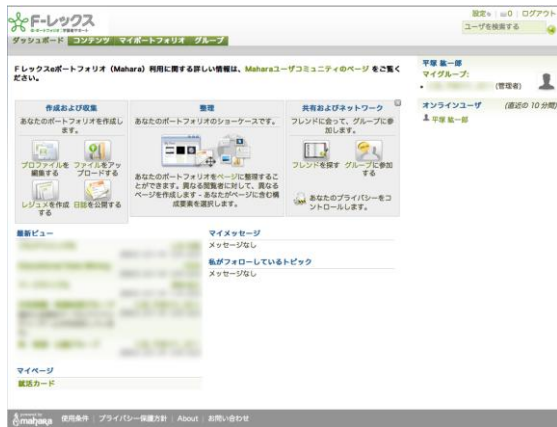 F-レックス
設定
0
ログアウト
ユーザを検索する
ダッシュボード コンテンツ マイポートフォリオ グループ
Fレックスeポートフォリオ (Mahara) 利用に関する詳しい情報は、Maharaユーザコミュニティのページ をご覧く
ださい。
作成および収集
あなたのポートフォリオを作成し
ます。
プロファイルを
編集する
ファイルをアッ
プロードする
レジュメを作成
する
日誌を公開する
整理
あなたのポートフォリオのショーケースです。
あなたのポートフォリオをページに整理するこ
とができます。異なる閲覧者に対して、異なる
ページを作成します - あなたがページに含む構
成要素を選択します。
共有およびネットワーク
フレンドに会って、グループに参
加します。
フレンドを探す
グループに参加
する
あなたのプライバシーをコ
ントロールします。
平塚 紘一郎
マイグループ:
(管理者)
オンラインユーザ (直近の 10 分間)
平塚 紘一郎
最新ビュー
マイメッセージ
メッセージなし
私がフォローしているトピック
メッセージなし
マイページ
就活カード
powered by
mahara
使用条件 | プライバシー保護方針 | About | お問い合わせ